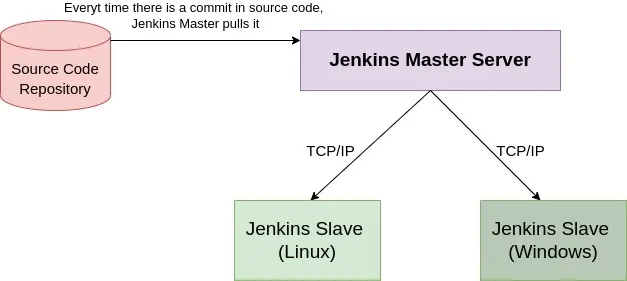 Everyt time there is a commit in source code,
Jenkins Master pulls it
Source Code
Repository
Jenkins Master Server
TCP/IP
TCP/IP
Jenkins Slave
(Linux)
Jenkins Slave
(Windows)